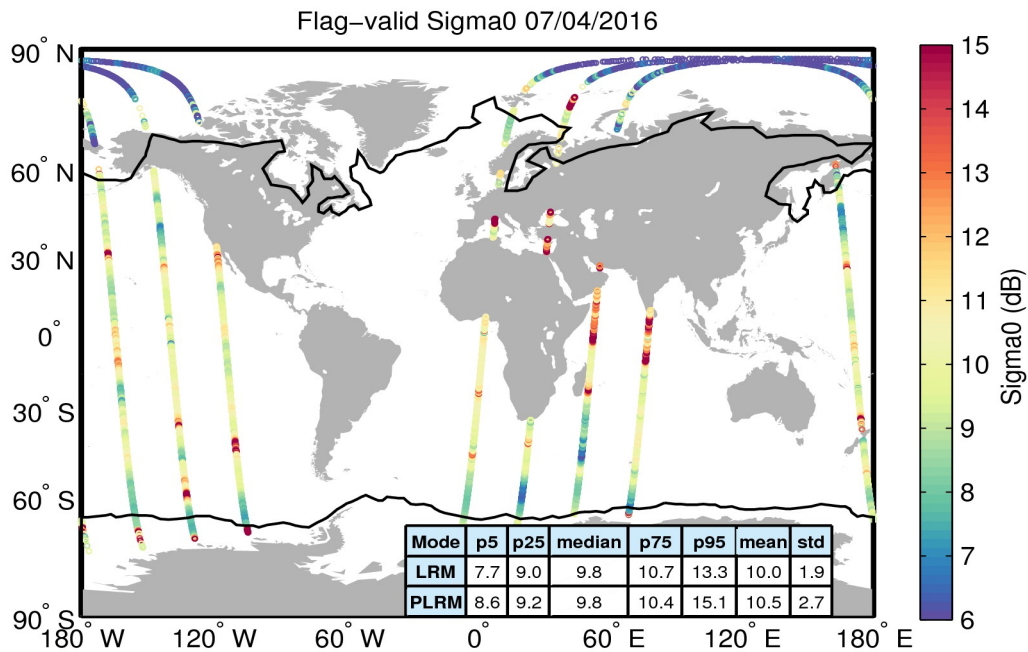 Flag−valid Sigma0 07/04/2016
90° N
60° N
30° N
0°
30° S
60° S
90° S
180° W
120° W
60° W
0°
60° E
120° E
180° E
15
14
13
12
11
10
9
8
7
6
Sigma0 (dB)
Mode p5 p25 median p75 p95 mean std
LRM 7.7 9.0 9.8 10.7 13.3 10.0 1.9
PLRM 8.6 9.2 9.8 10.4 15.1 10.5 2.7